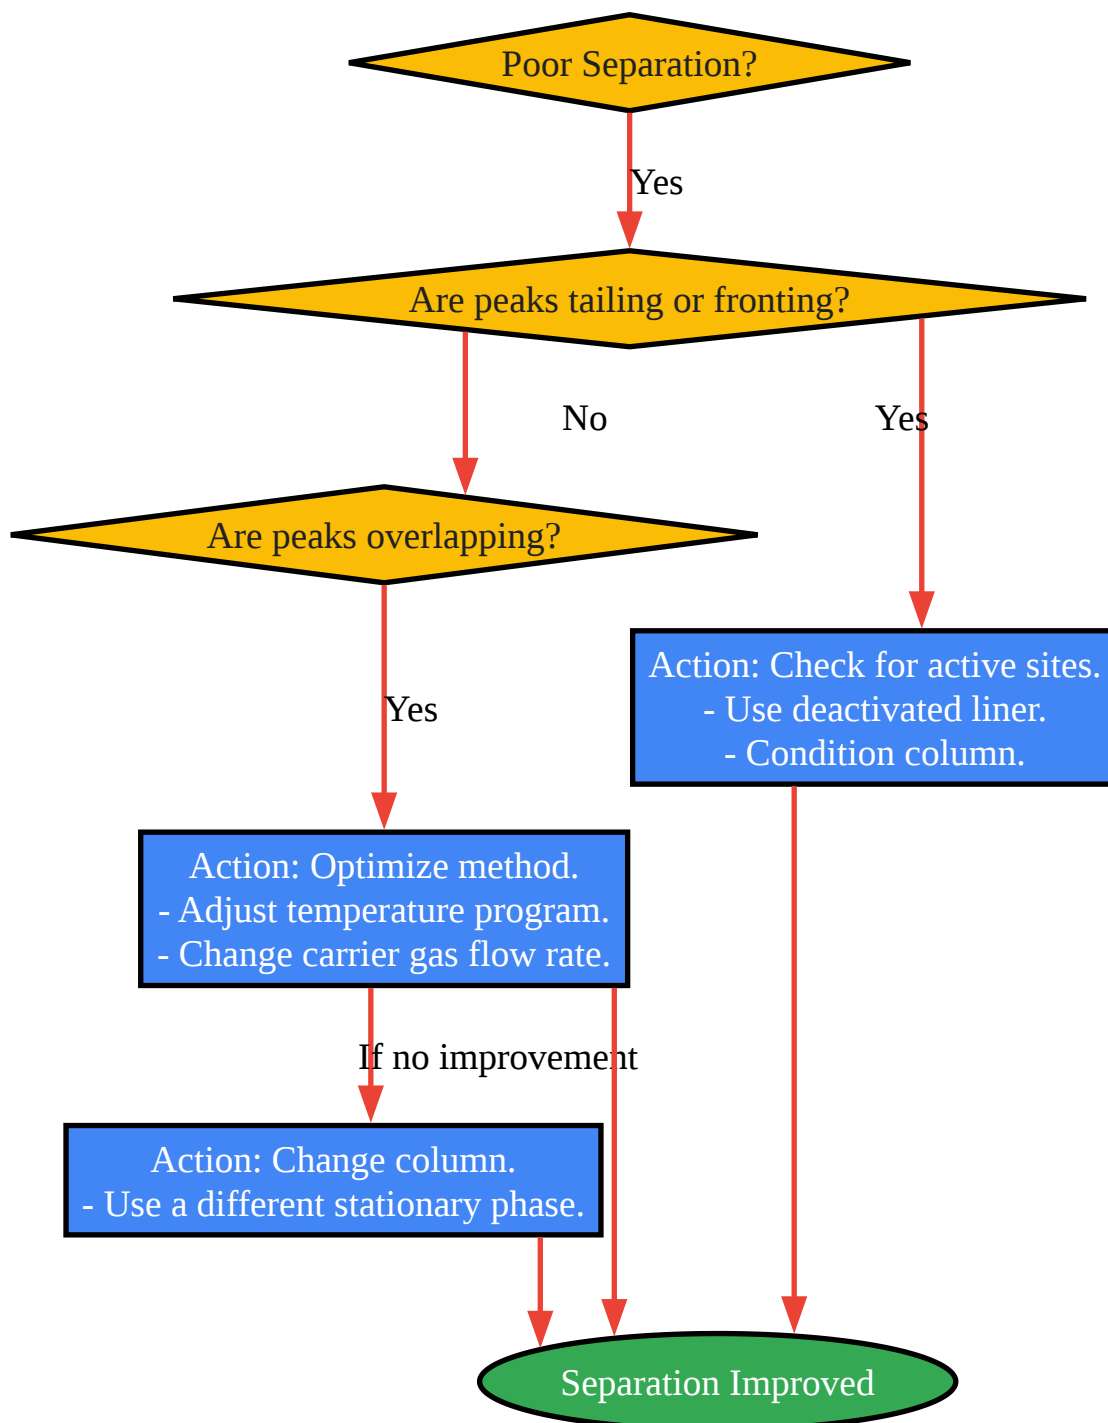 Poor Separation?
Yes
Are peaks tailing or fronting?
No
Yes
Are peaks overlapping?
Action: Check for active sites.
- Use deactivated liner.
- Condition column.
Yes
Action: Optimize method.
- Adjust temperature program.
- Change carrier gas flow rate.
If no improvement
Action: Change column.
- Use a different stationary phase.
Separation Improved